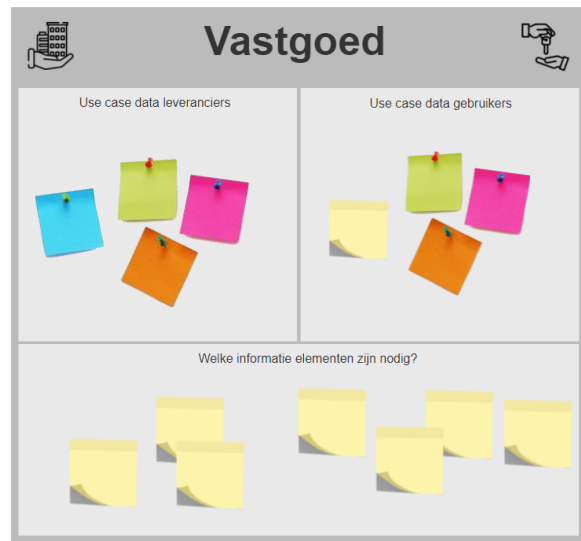 Vastgoed
Use case data leveranciers
Use case data gebruikers
Welke informatie elementen zijn nodig?